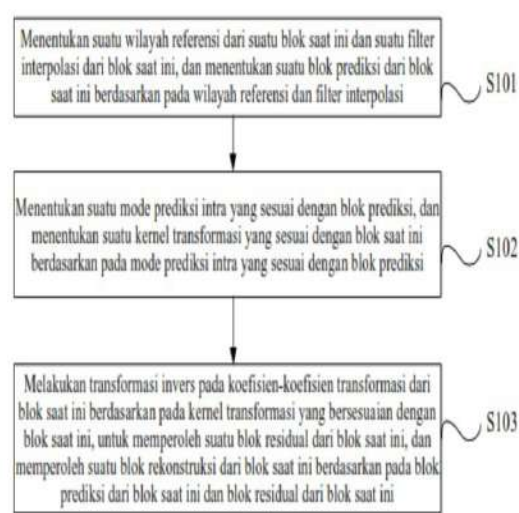 Menentukan suatu wilayah referensi dari suatu blok saat ini dan suatu filter
interpolasi dari blok saat ini, dan menentukan suatu blok prediksi dari blok
saat ini berdasarkan pada wilayah referensi dan filter interpolasi
S101
Menentukan suatu mode prediksi intra yang sesuai dengan blok prediksi, dan
menentukan suatu kernel transformasi yang sesuai dengan blok saat ini
berdasarkan pada mode prediksi intra yang sesuai dengan blok prediksi
S102
Melakukan transformasi invers pada koefisien-koefisien transformasi dari
blok saat ini berdasarkan pada kernel transformasi yang bersesuaian dengan
blok saat ini, untuk memperoleh suatu blok residual dari blok saat ini, dan
memperoleh suatu blok rekonstruksi dari blok saat ini berdasarkan pada blok
prediksi dari blok saat ini dan blok residual dari blok saat ini
S103